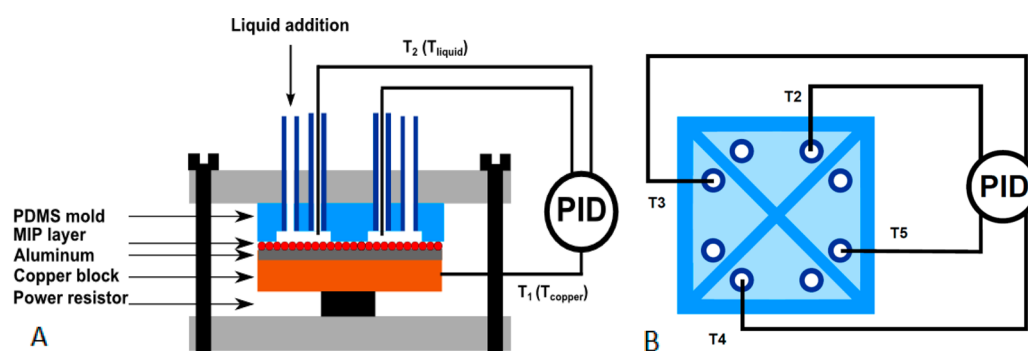 Liquid addition
T2 (Tliquid)
PDMS mold
MIP layer
Aluminum
Copper block
Power resistor
PID
T1 (Tcopper)
A
T2
T3
PID
T5
T4
B